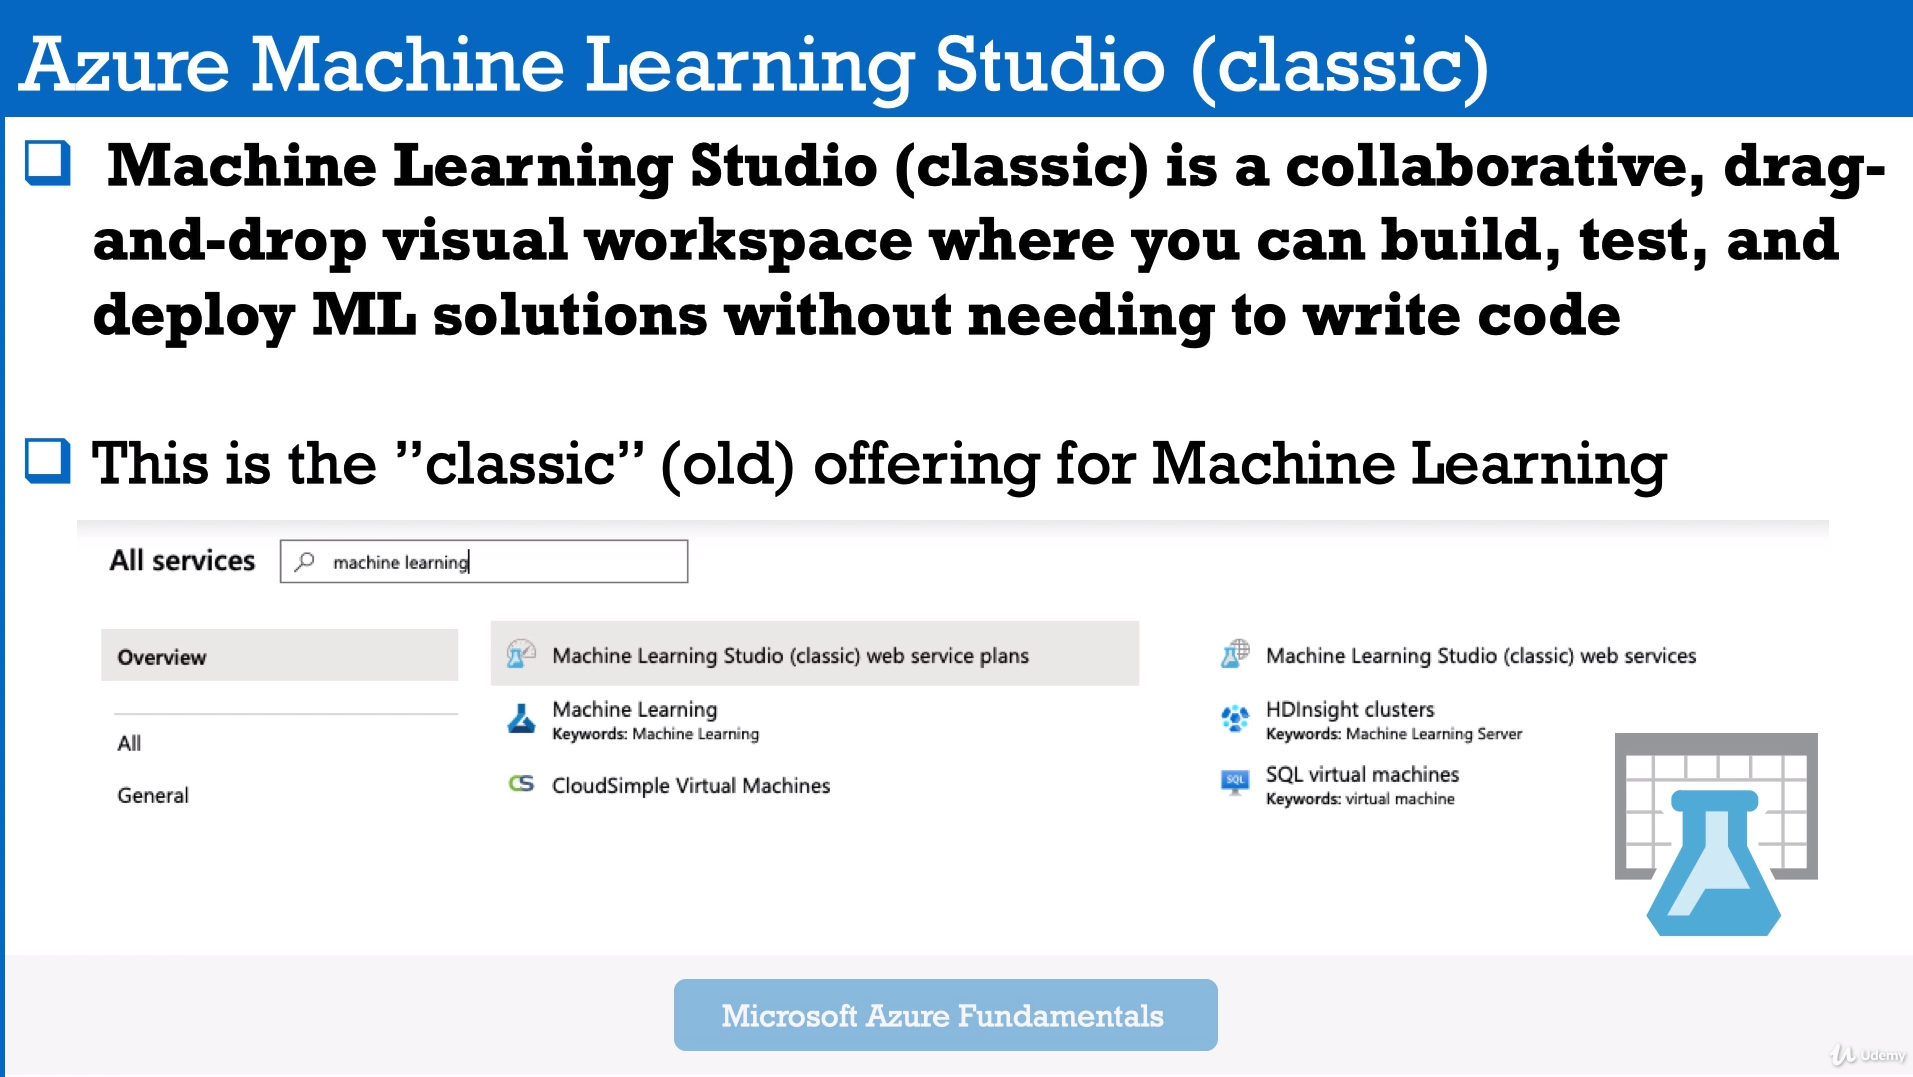 Azure Machine Learning Studio (classic)
Machine Learning Studio (classic) is a collaborative, drag-
and-drop visual workspace where you can build, test, and
deploy ML solutions without needing to write code
This is the ”classic” (old) offering for Machine Learning
All services
machine learning
Overview
All
General
Machine Learning Studio (classic) web service plans
Machine Learning
Keywords: Machine Learning
CS
CloudSimple Virtual Machines
Machine Learning Studio (classic) web services
HDInsight clusters
Keywords: Machine Learning Server
SQL
SQL virtual machines
Keywords: virtual machine
Microsoft Azure Fundamentals
Udemy